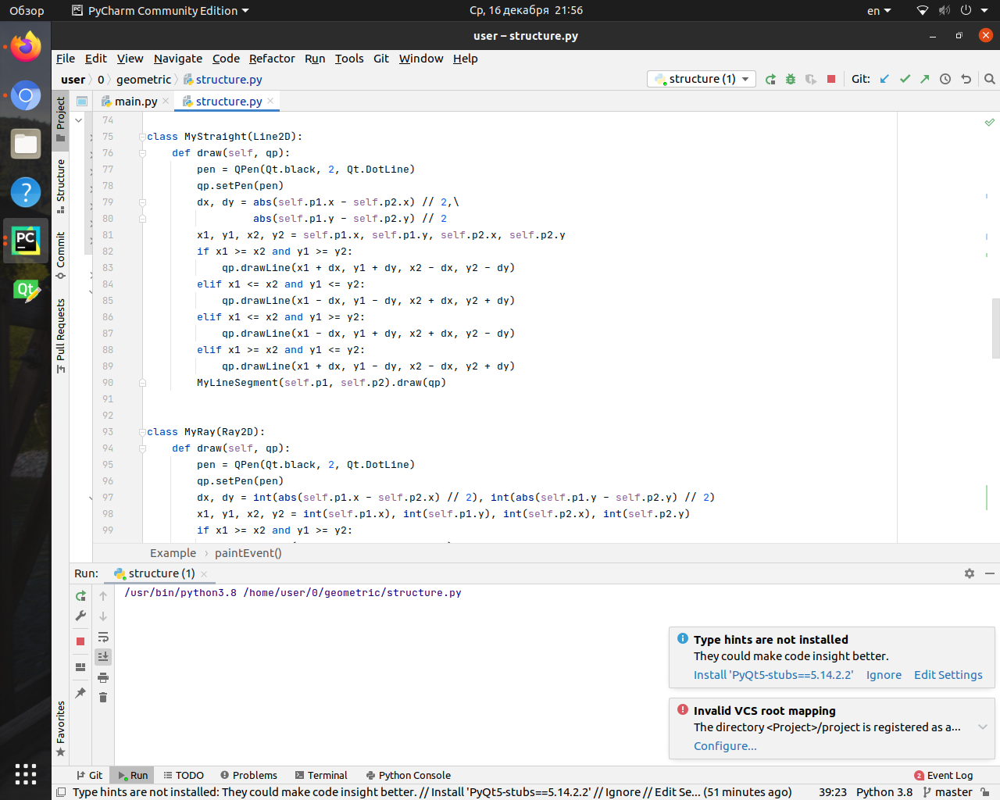 Обзор PyCharm Community Edition Ср, 16 декабря 21:56 en
user – structure.py
File Edit View Navigate Code Refactor Run Tools Git Window Help
user 0 geometric structure.py structure (1) Git:
main.py structure.py
Project
Structure
Commit
Pull Requests
Favorites
74
75 class MyStraight(Line2D):
76 def draw(self, qp):
77 pen = QPen(Qt.black, 2, Qt.DotLine)
78 qp.setPen(pen)
79 dx, dy = abs(self.p1.x - self.p2.x) // 2,\
80 abs(self.p1.y - self.p2.y) // 2
81 x1, y1, x2, y2 = self.p1.x, self.p1.y, self.p2.x, self.p2.y
82 if x1 >= x2 and y1 >= y2:
83 qp.drawLine(x1 + dx, y1 + dy, x2 - dx, y2 - dy)
84 elif x1 <= x2 and y1 <= y2:
85 qp.drawLine(x1 - dx, y1 - dy, x2 + dx, y2 + dy)
86 elif x1 <= x2 and y1 >= y2:
87 qp.drawLine(x1 - dx, y1 + dy, x2 + dx, y2 - dy)
88 elif x1 >= x2 and y1 <= y2:
89 qp.drawLine(x1 + dx, y1 - dy, x2 - dx, y2 + dy)
90 MyLineSegment(self.p1, self.p2).draw(qp)
91
92
93 class MyRay(Ray2D):
94 def draw(self, qp):
95 pen = QPen(Qt.black, 2, Qt.DotLine)
96 qp.setPen(pen)
97 dx, dy = int(abs(self.p1.x - self.p2.x) // 2), int(abs(self.p1.y - self.p2.y) // 2)
98 x1, y1, x2, y2 = int(self.p1.x), int(self.p1.y), int(self.p2.x), int(self.p2.y)
99 if x1 >= x2 and y1 >= y2:
Example paintEvent()
Run: structure (1)
/usr/bin/python3.8 /home/user/0/geometric/structure.py
Type hints are not installed
They could make code insight better.
Install 'PyQt5-stubs==5.14.2.2' Ignore Edit Settings
Invalid VCS root mapping
The directory <Project>/project is registered as a...
Configure...
Git Run TODO Problems Terminal Python Console 2 Event Log
Type hints are not installed: They could make code insight better. // Install 'PyQt5-stubs==5.14.2.2' // Ignore // Edit Se... (51 minutes ago) 39:23 Python 3.8 master